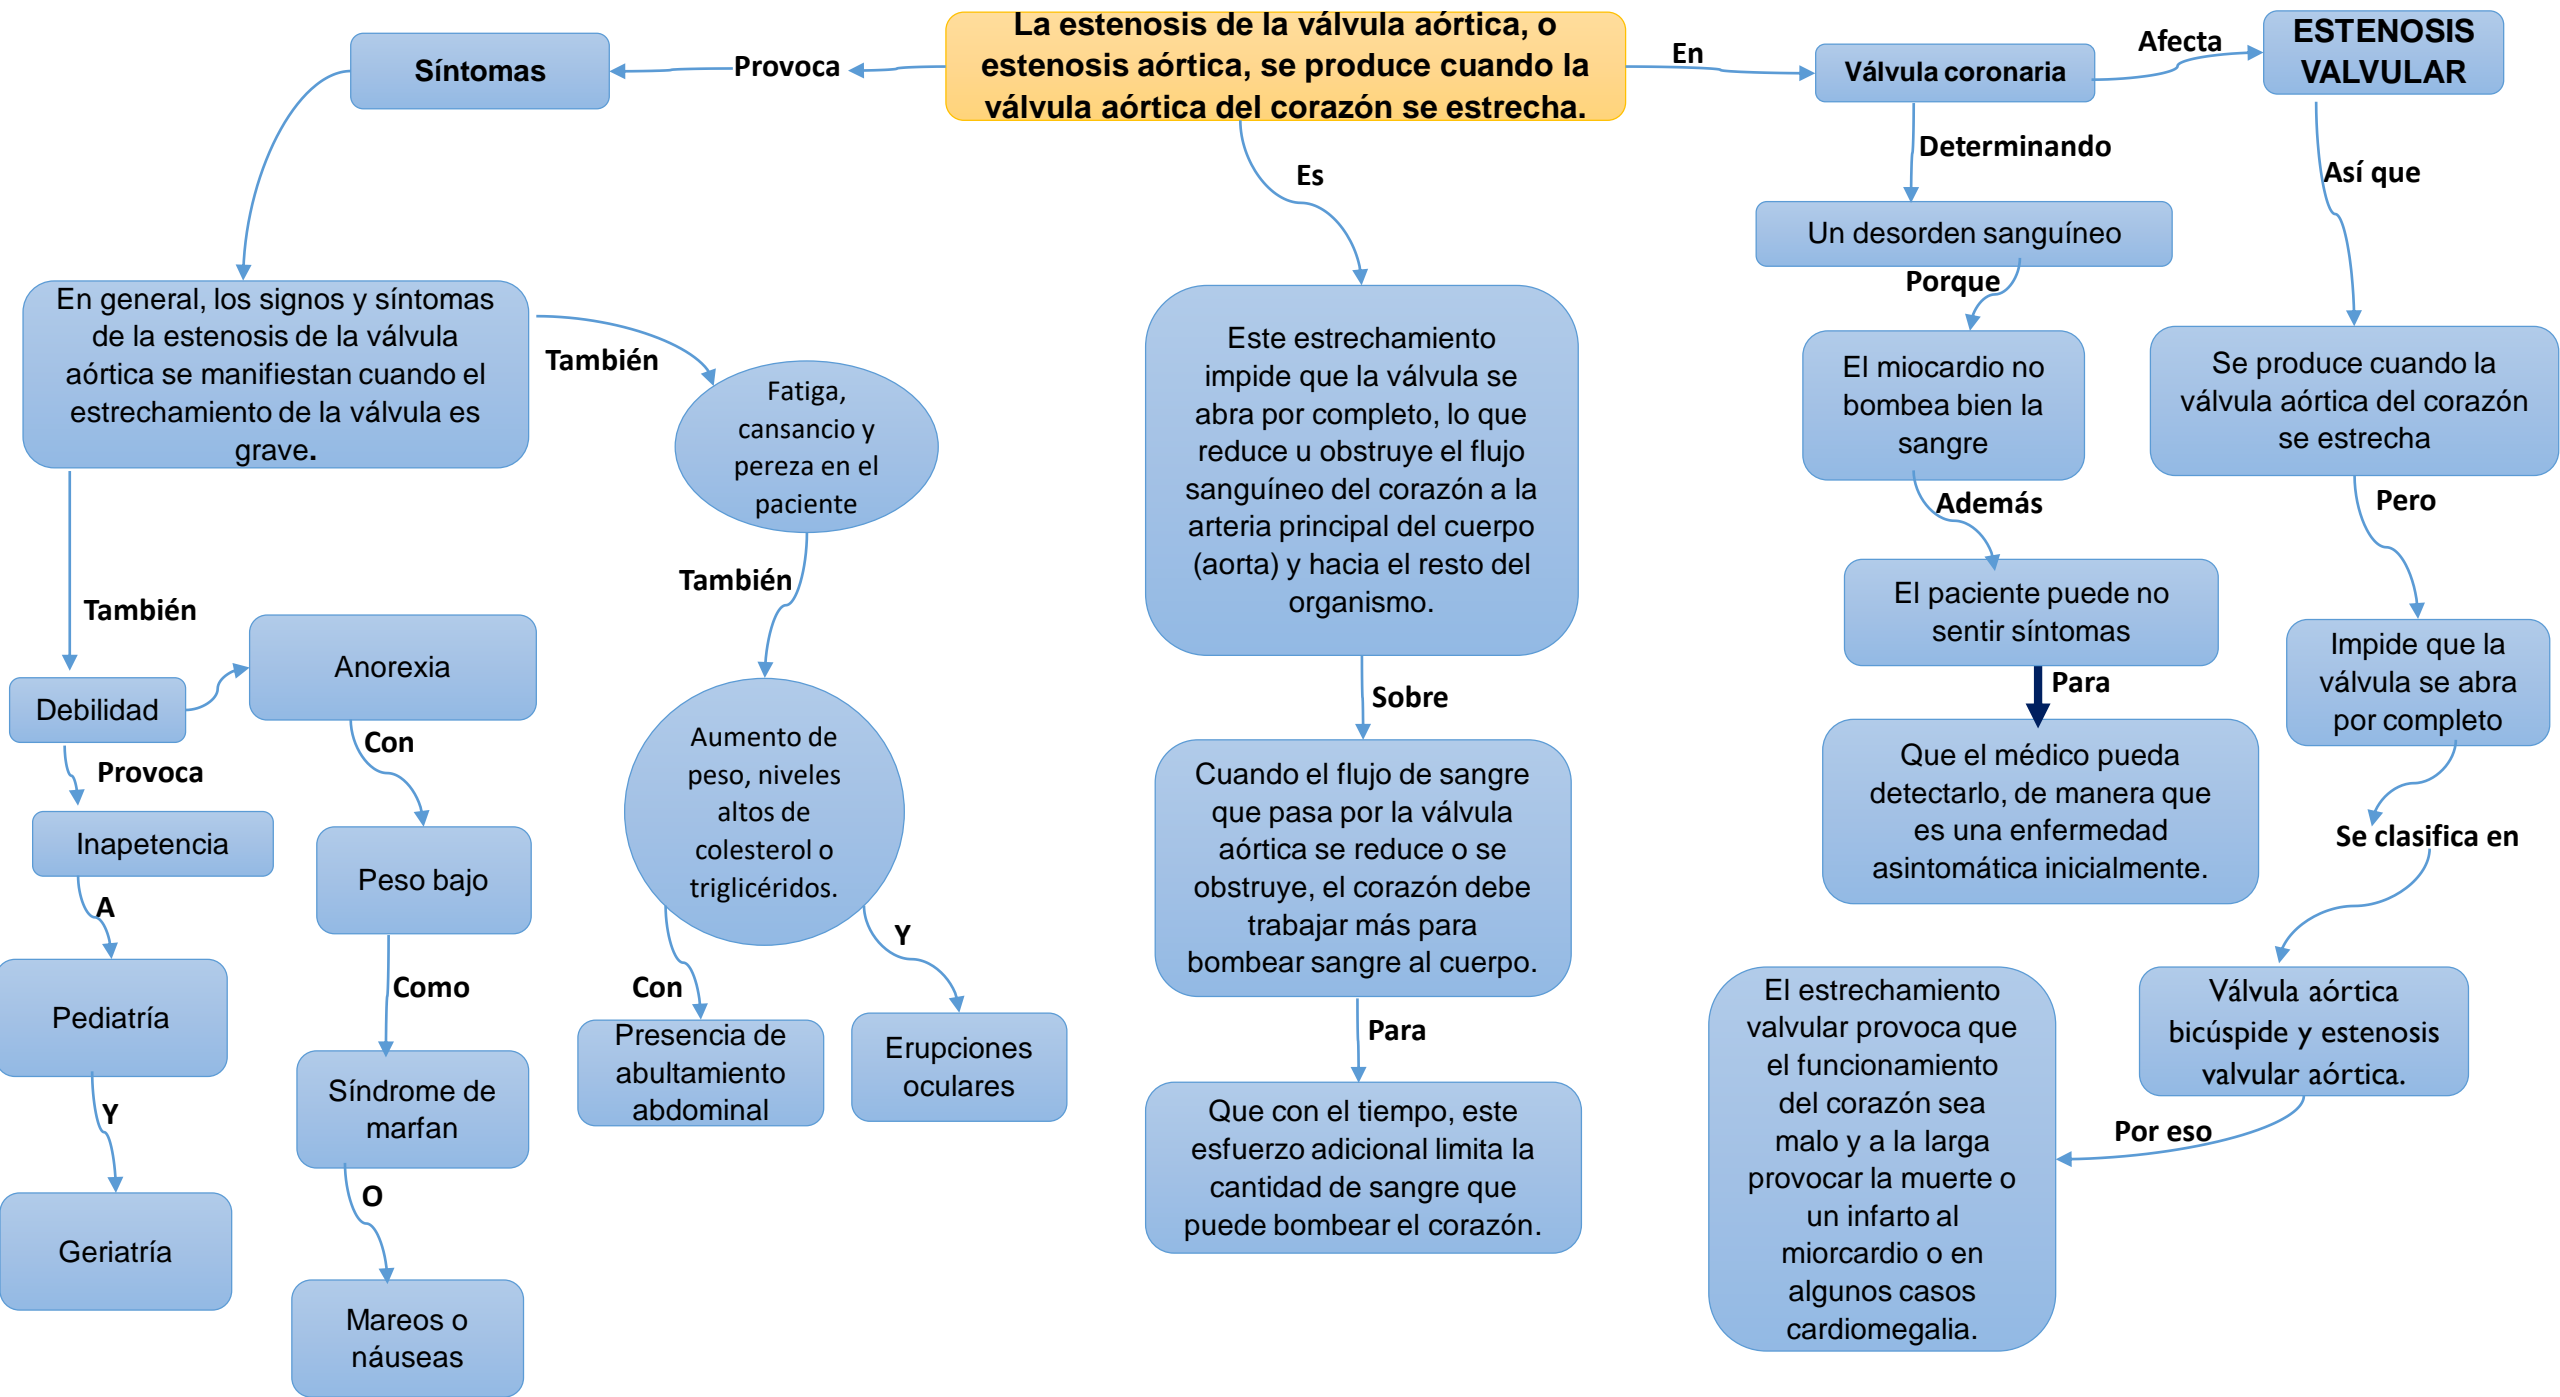 La estenosis de la válvula aórtica, o
estenosis aórtica, se produce cuando la
válvula aórtica del corazón se estrecha.
Provoca
Síntomas
En general, los signos y síntomas
de la estenosis de la válvula
aórtica se manifiestan cuando el
estrechamiento de la válvula es
grave.
También
Debilidad
Provoca
Inapetencia
A
Pediatría
Y
Geriatría
Anorexia
Con
Peso bajo
Como
Síndrome de
marfan
O
Mareos o
náuseas
También
Fatiga,
cansancio y
pereza en el
paciente
También
Aumento de
peso, niveles
altos de
colesterol o
triglicéridos.
Con
Presencia de
abultamiento
abdominal
Y
Erupciones
oculares
Es
Este estrechamiento
impide que la válvula se
abra por completo, lo que
reduce u obstruye el flujo
sanguíneo del corazón a la
arteria principal del cuerpo
(aorta) y hacia el resto del
organismo.
Sobre
Cuando el flujo de sangre
que pasa por la válvula
aórtica se reduce o se
obstruye, el corazón debe
trabajar más para
bombear sangre al cuerpo.
Para
Que con el tiempo, este
esfuerzo adicional limita la
cantidad de sangre que
puede bombear el corazón.
En
Válvula coronaria
Determinando
Un desorden sanguíneo
Porque
El miocardio no
bombea bien la
sangre
Además
El paciente puede no
sentir síntomas
Para
Que el médico pueda
detectarlo, de manera que
es una enfermedad
asintomática inicialmente.
Afecta
ESTENOSIS
VALVULAR
Así que
Se produce cuando la
válvula aórtica del corazón
se estrecha
Pero
Impide que la
válvula se abra
por completo
Se clasifica en
Válvula aórtica
bicúspide y estenosis
valvular aórtica.
Por eso
El estrechamiento
valvular provoca que
el funcionamiento
del corazón sea
malo y a la larga
provocar la muerte o
un infarto al
miorcardio o en
algunos casos
cardiomegalia.